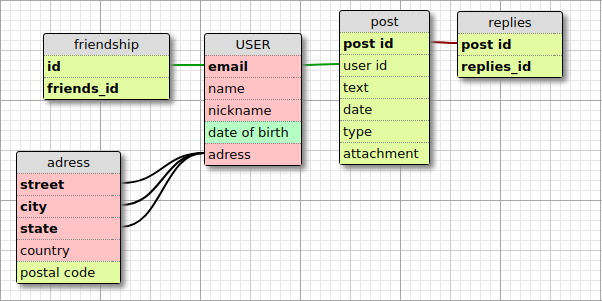 friendship
id
friends_id
USER
email
name
nickname
date of birth
adress
post
post id
user id
text
date
type
attachment
replies
post id
replies_id
adress
street
city
state
country
postal code